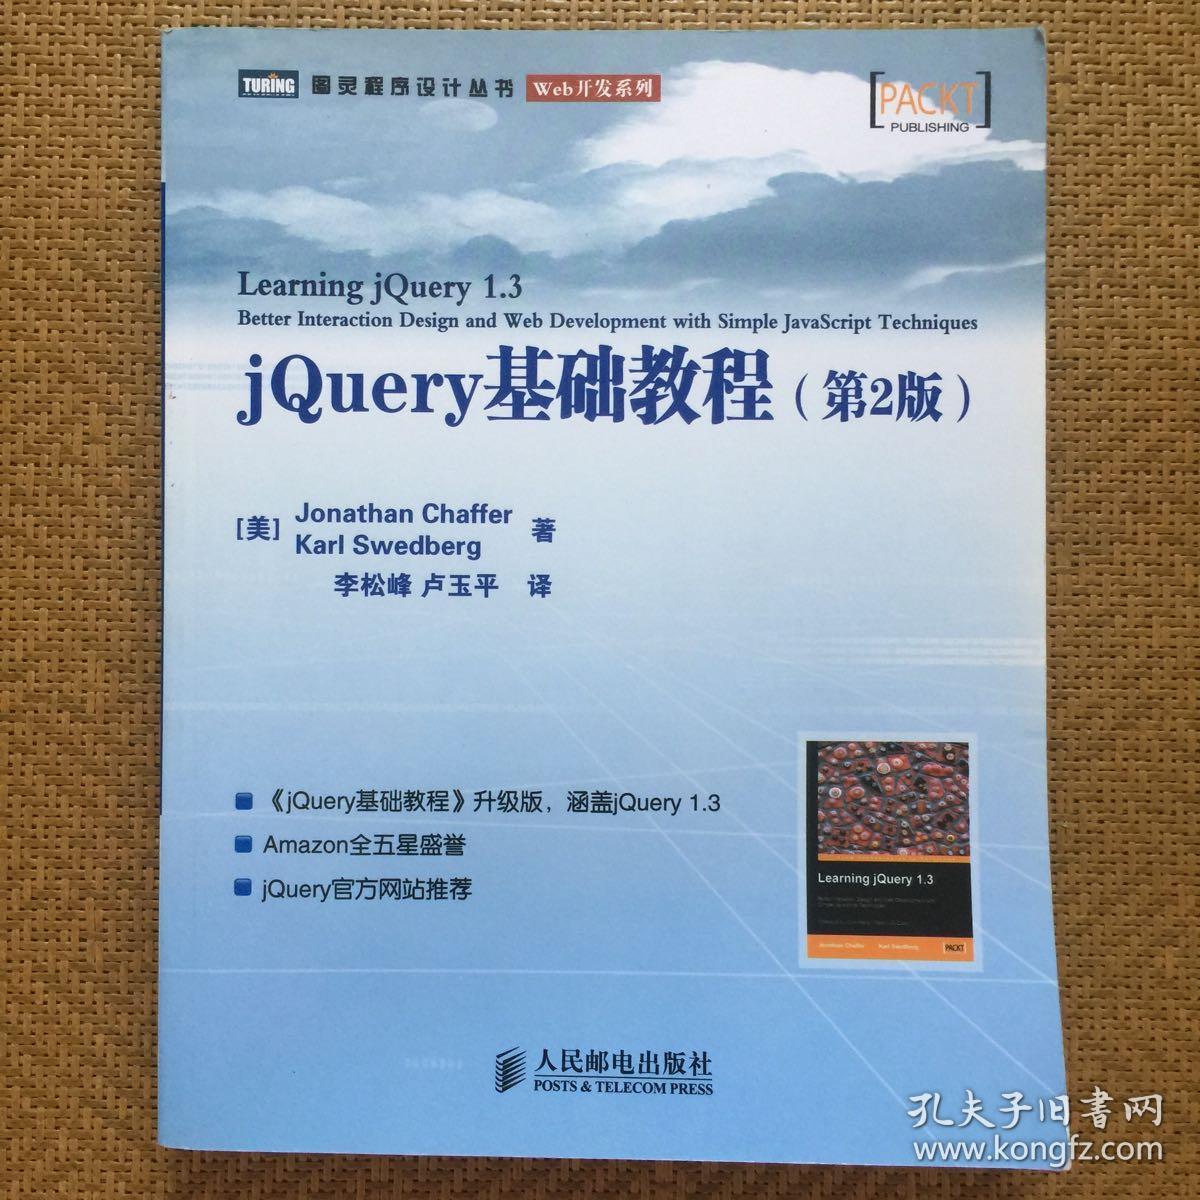 TURING 图灵程序设计丛书 Web开发系列
PACKT
PUBLISHING
Learning jQuery 1.3
Better Interaction Design and Web Development with Simple JavaScript Techniques
jQuery基础教程（第2版）
[美] Jonathan Chaffer
Karl Swedberg 著
李松峰 卢玉平 译
《jQuery基础教程》升级版，涵盖jQuery 1.3
Amazon全五星盛誉
jQuery官方网站推荐
Learning jQuery 1.3
Jonathan Chaffer Karl Swedberg PACKT
人民邮电出版社
POSTS & TELECOM PRESS
孔夫子旧书网
www.kongfz.com